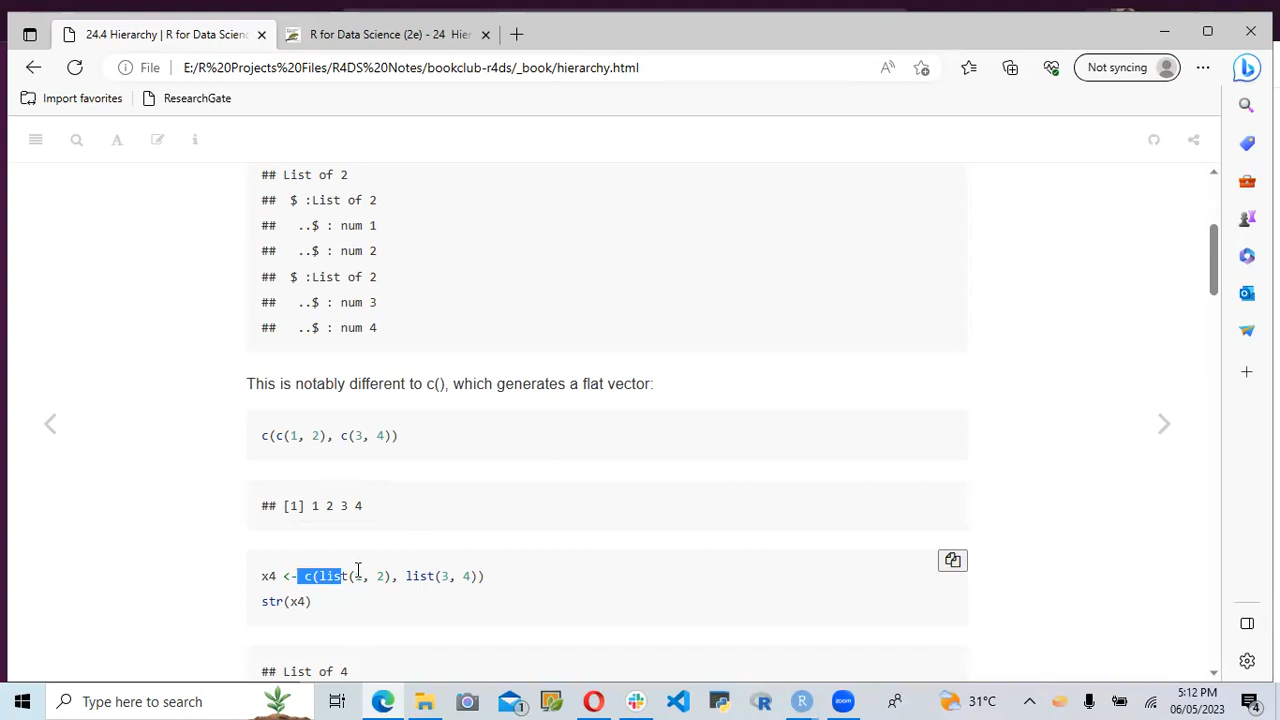 24.4 Hierarchy | R for Data Scienc
R for Data Science (2e) - 24 Hier
File
E:/R%20Projects%20Files/R4DS%20Notes/bookclub-r4ds/_book/hierarchy.html
Not syncing
Import favorites
ResearchGate
## List of 2
##  $ :List of 2
##   ..$ : num 1
##   ..$ : num 2
##  $ :List of 2
##   ..$ : num 3
##   ..$ : num 4
This is notably different to c(), which generates a flat vector:
c(c(1, 2), c(3, 4))
## [1] 1 2 3 4
x4 <- c(list(1, 2), list(3, 4))
str(x4)
## List of 4
Type here to search
31°C
5:12 PM
06/05/2023
1
4